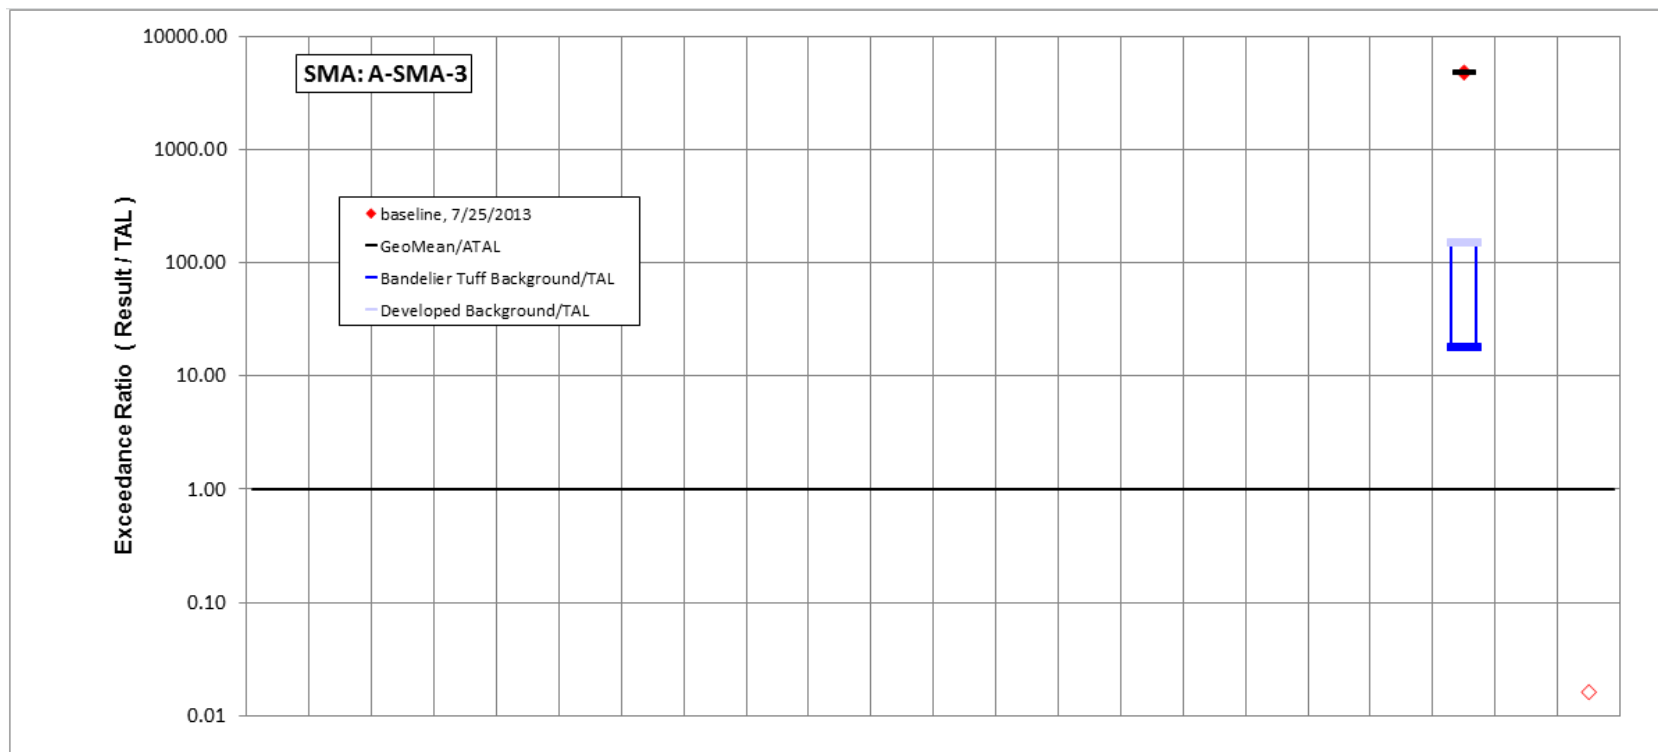 10000.00
SMA: A-SMA-3
1000.00
baseline, 7/25/2013
GeoMean/ATAL
100.00
Bandelier Tuff Background/TAL
Developed Background/TAL
10.00
1.00
0.10
0.01
Exceedance Ratio ( Result / TAL )